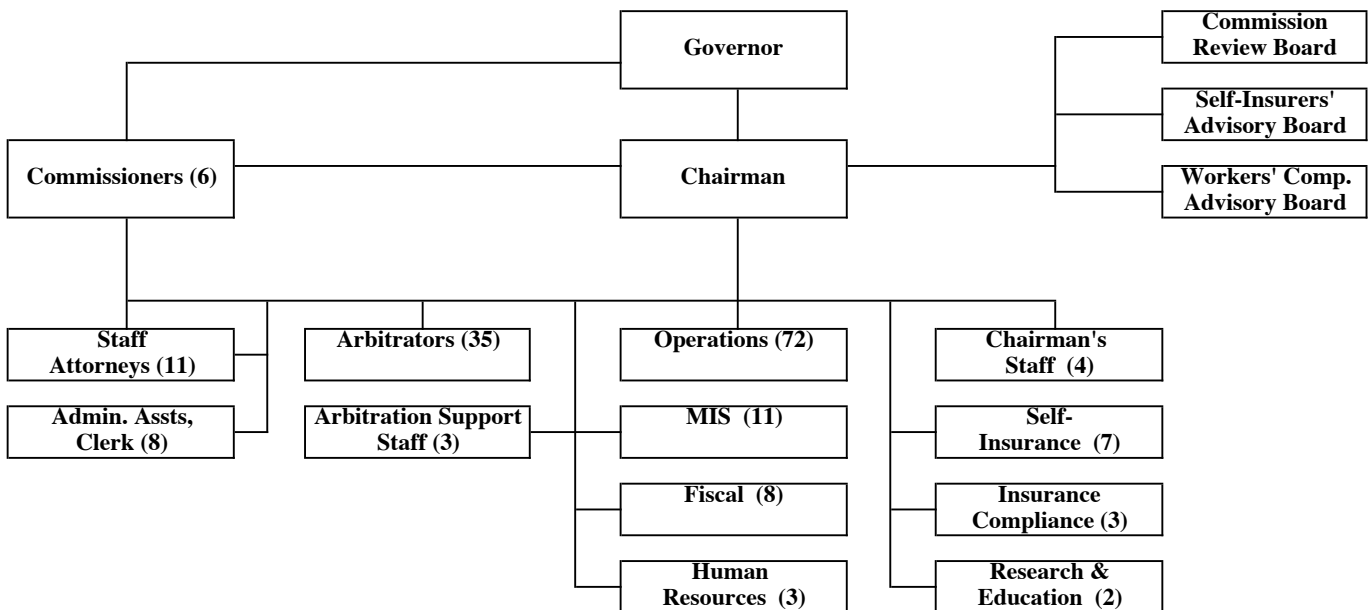 Governor
Commission
Review Board
Self-Insurers'
Advisory Board
Commissioners (6)
Chairman
Workers' Comp.
Advisory Board
Staff
Attorneys (11)
Arbitrators (35)
Operations (72)
Chairman's
Staff (4)
Admin. Assts,
Clerk (8)
Arbitration Support
Staff (3)
MIS (11)
Self-
Insurance (7)
Fiscal (8)
Insurance
Compliance (3)
Human
Resources (3)
Research &
Education (2)